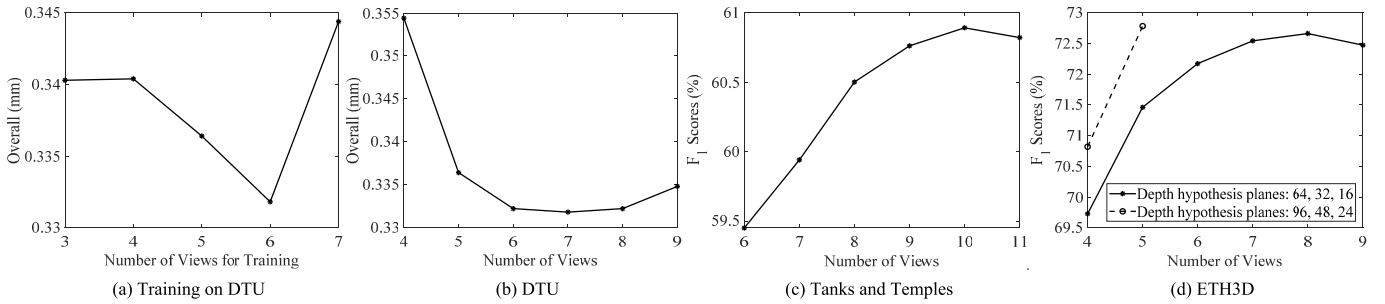 0.345
0.34
0.335
0.33
Overall (mm)
3 4 5 6 7
Number of Views for Training
(a) Training on DTU
0.355
0.35
0.345
0.34
0.335
0.33
Overall (mm)
4 5 6 7 8 9
Number of Views
(b) DTU
61
60.5
60
59.5
F1 Scores (%)
6 7 8 9 10 11
Number of Views
(c) Tanks and Temples
73
72.5
72
71.5
71
70.5
70
69.5
F1 Scores (%)
Depth hypothesis planes: 64, 32, 16
Depth hypothesis planes: 96, 48, 24
4 5 6 7 8 9
Number of Views
(d) ETH3D